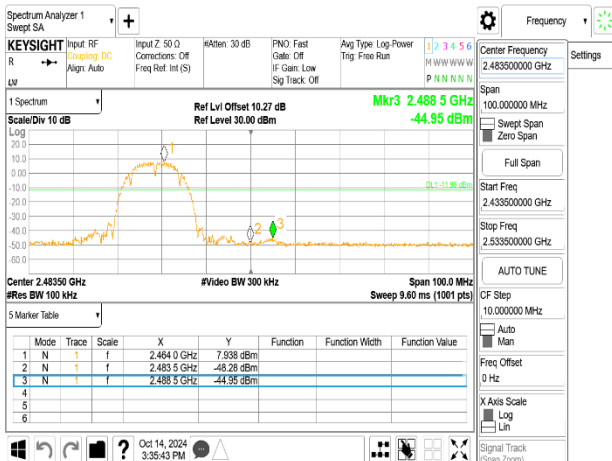 Spectrum Analyzer 1
Swept SA
+
Frequency
KEYSIGHT
R
Input: RF
Coupling: DC
Align: Auto
Input Z: 50 Ω
Corrections: Off
Freq Ref: Int (S)
#Atten: 30 dB
PNO: Fast
Gate: Off
IF Gain: Low
Sig Track: Off
Avg Type: Log-Power
Trig: Free Run
1 2 3 4 5 6
M W W W W W
P N N N N N
1 Spectrum
Scale/Div 10 dB
Ref Lvl Offset 10.27 dB
Ref Level 30.00 dBm
Mkr3 2.488 5 GHz
-44.95 dBm
Log
20.0
10.0
0.00
-10.0
-20.0
-30.0
-40.0
-50.0
-60.0
1
2
3
DL1 -11.98 dBm
Center 2.48350 GHz
#Video BW 300 kHz
Span 100.0 MHz
#Res BW 100 kHz
Sweep 9.60 ms (1001 pts)
5 Marker Table
Mode Trace Scale X Y Function Function Width Function Value
1 N 1 f 2.464 0 GHz 7.938 dBm
2 N 1 f 2.483 5 GHz -48.28 dBm
3 N 1 f 2.488 5 GHz -44.95 dBm
4
5
6
?
Oct 14, 2024
3:35:43 PM
Center Frequency
2.483500000 GHz
Settings
Span
100.000000 MHz
Swept Span
Zero Span
Full Span
Start Freq
2.433500000 GHz
Stop Freq
2.533500000 GHz
AUTO TUNE
CF Step
10.000000 MHz
Auto
Man
Freq Offset
0 Hz
X Axis Scale
Log
Lin
Signal Track
(Span Zoom)